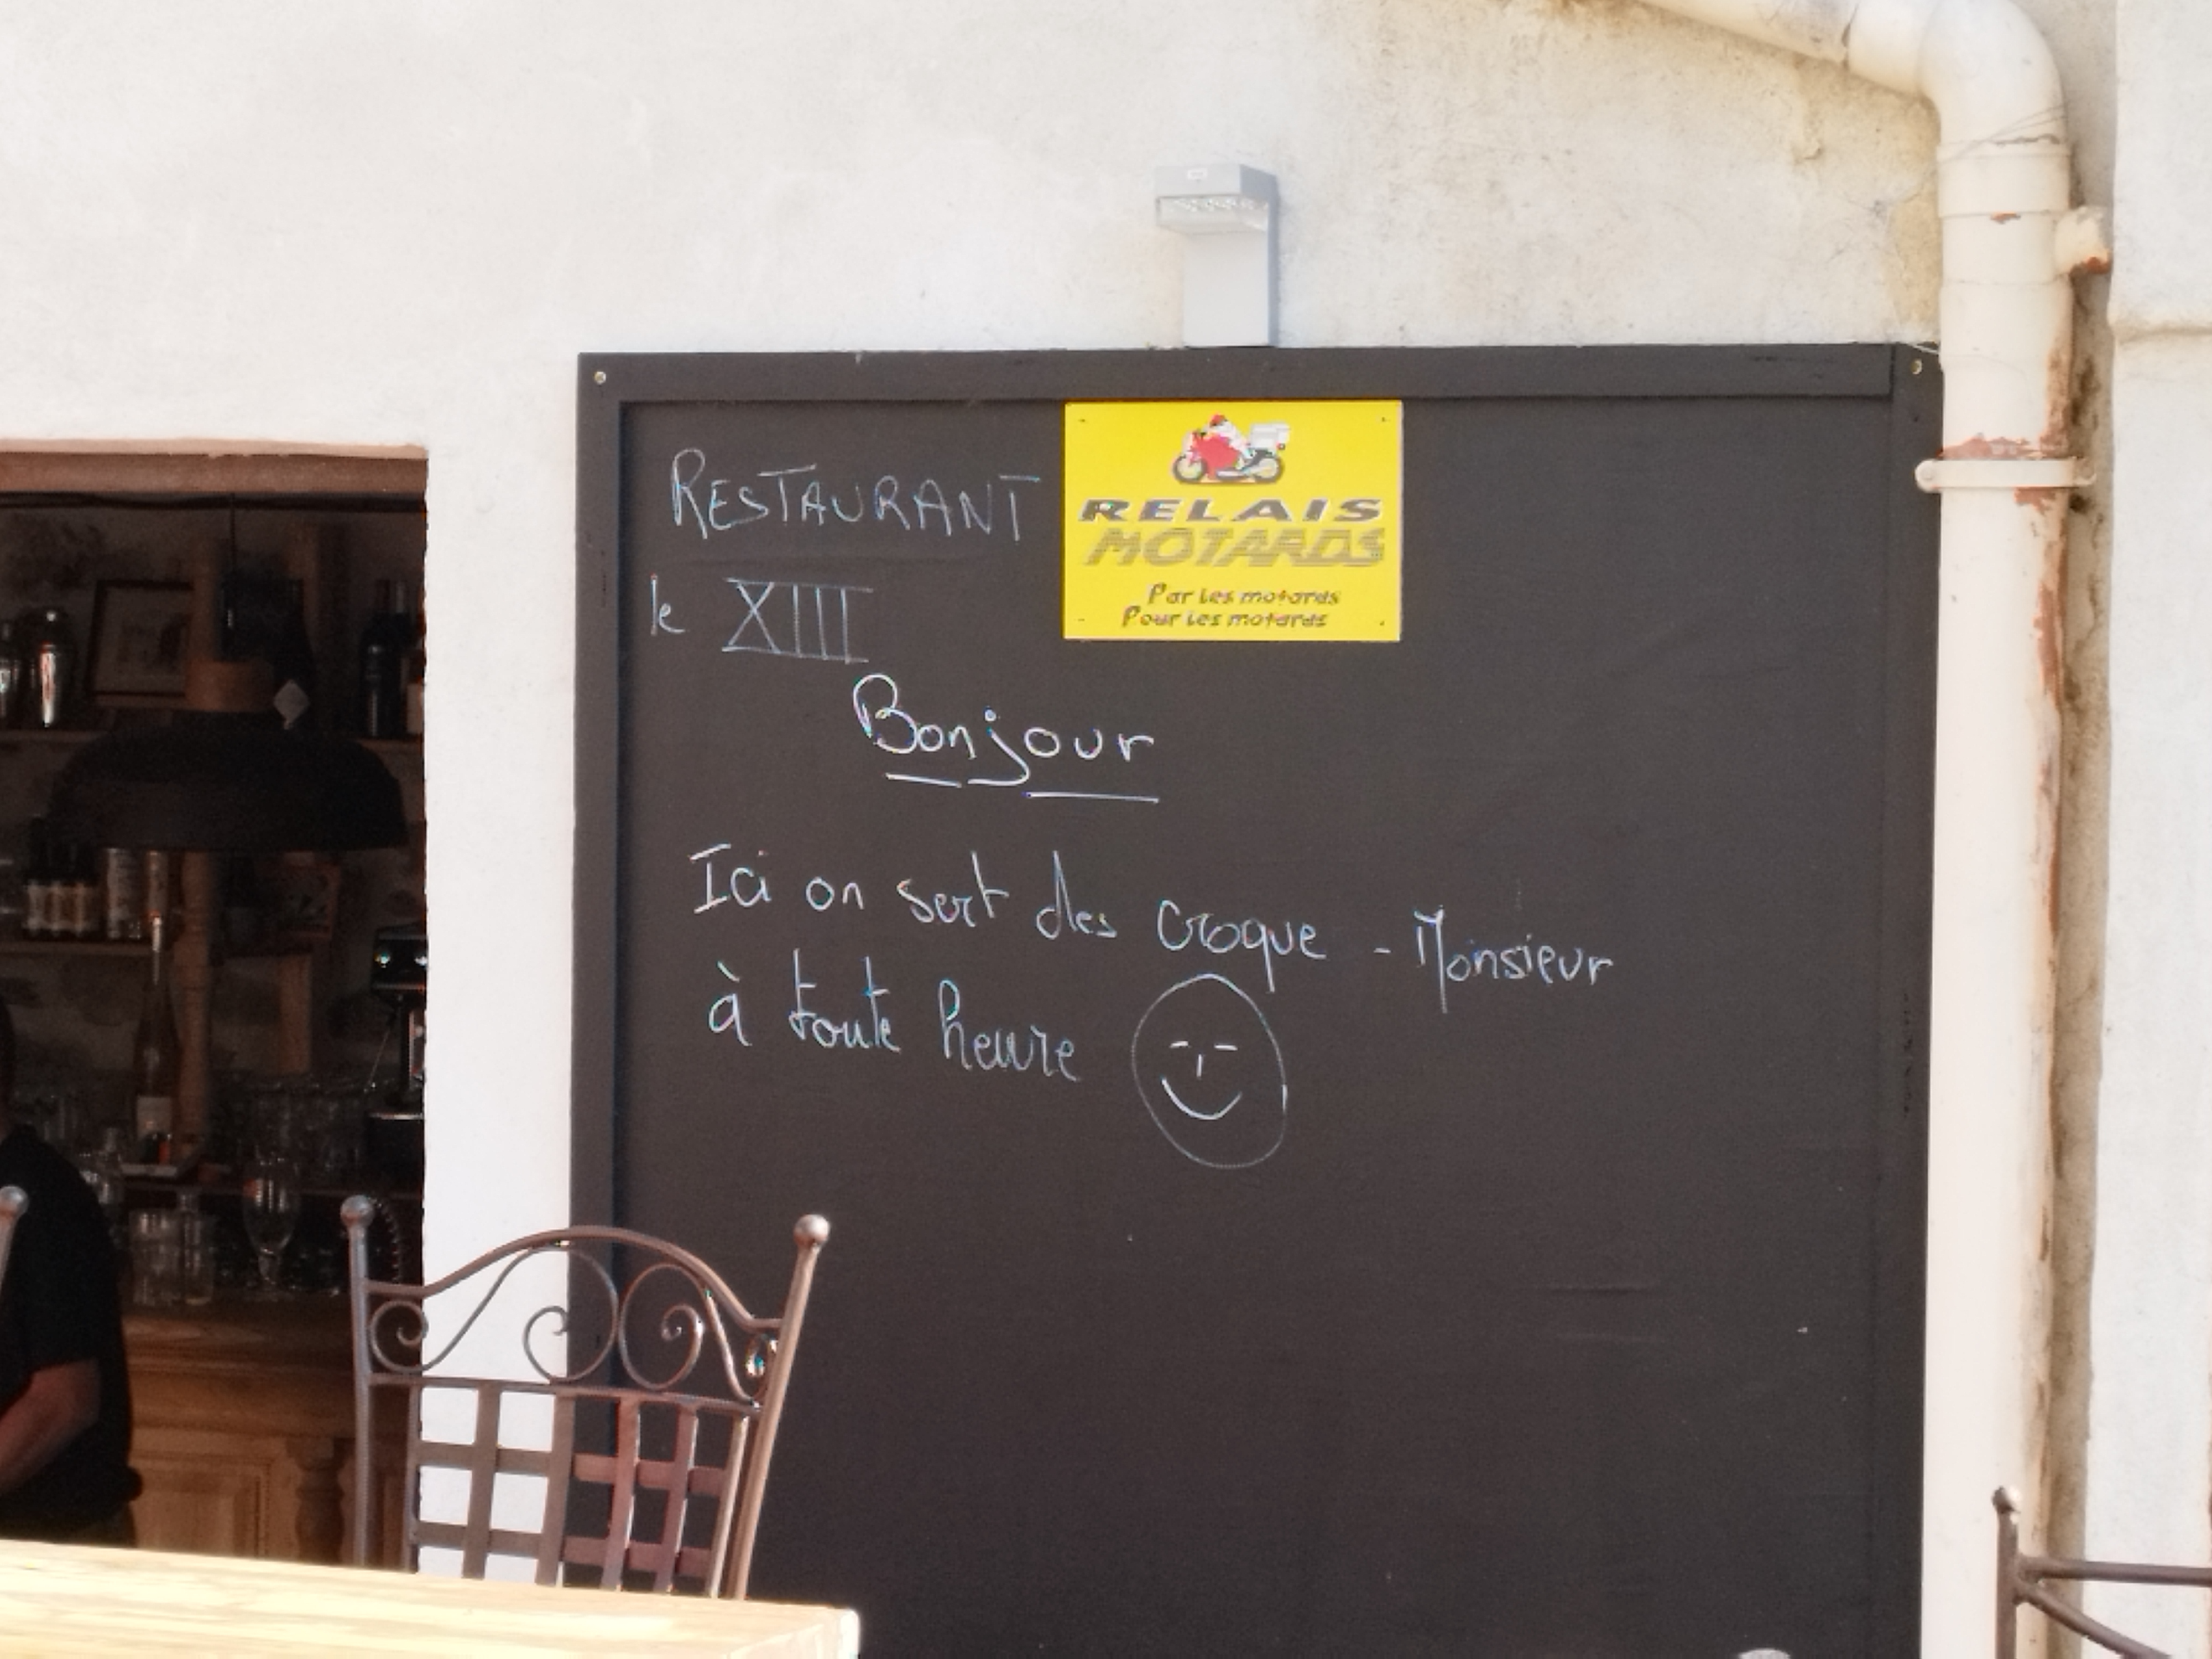 RESTAURANT
le XIII
RELAIS
MOTARDS
Par les motards
Pour les motards
Bonjour
Ici on sert des croque - Monsieur
à toute heure